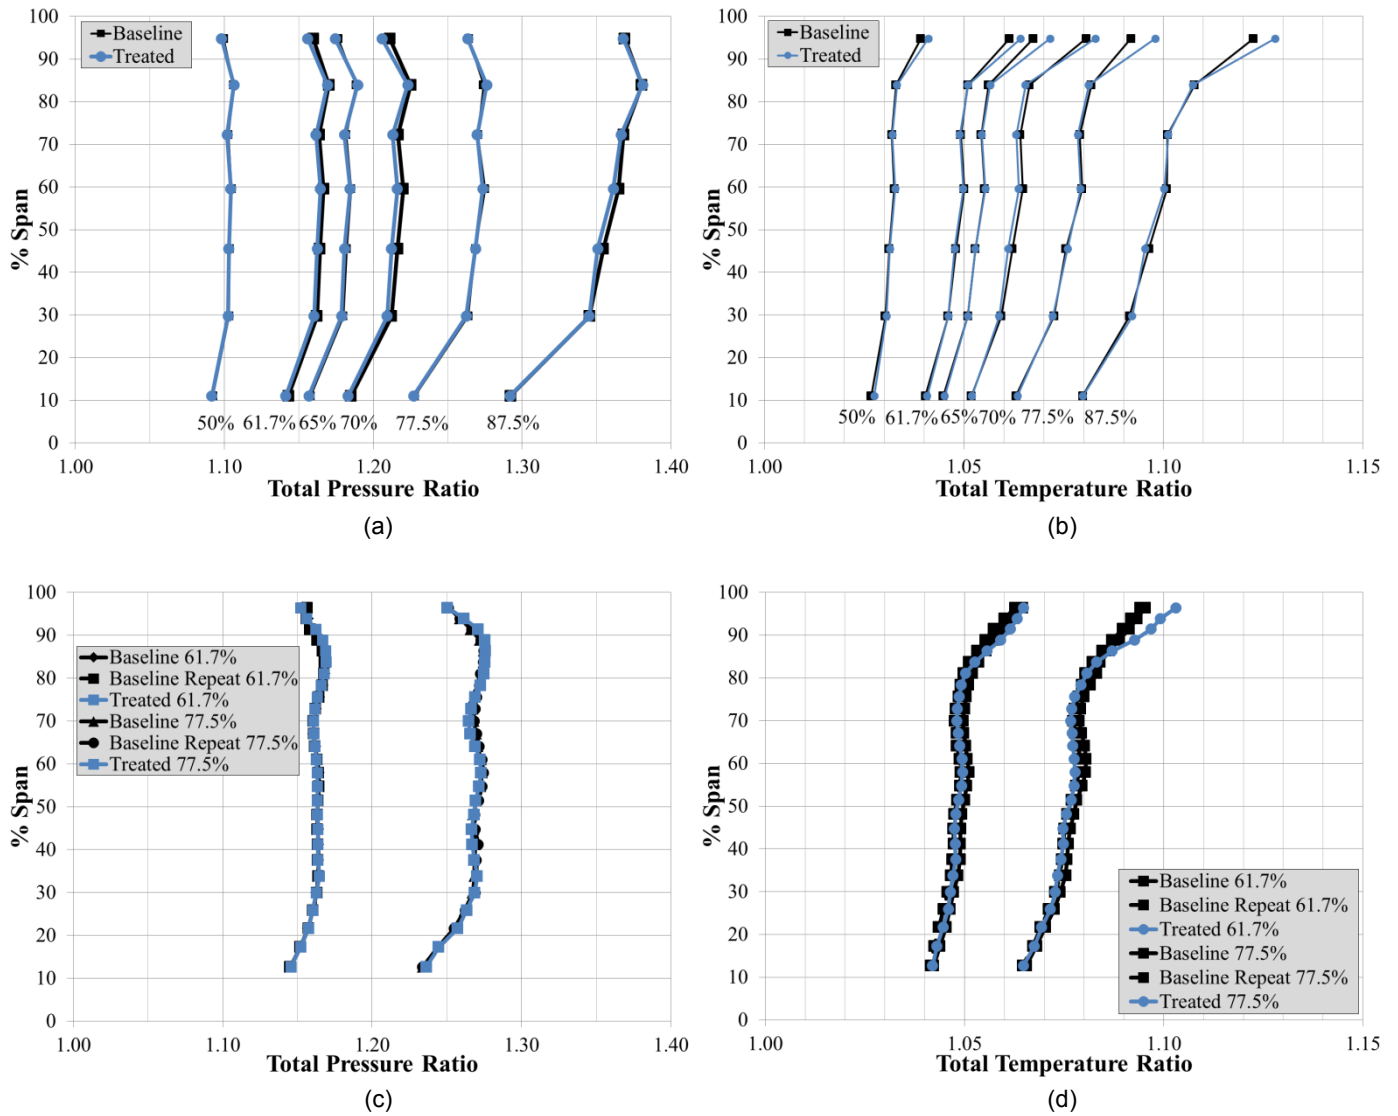 100
90
80
70
60
50
40
30
20
10
0
% Span
Baseline
Treated
50% 61.7% 65% 70% 77.5% 87.5%
1.00 1.10 1.20 1.30 1.40
Total Pressure Ratio
(a)
100
90
80
70
60
50
40
30
20
10
0
% Span
Baseline
Treated
50% 61.7% 65% 70% 77.5% 87.5%
1.00 1.05 1.10 1.15
Total Temperature Ratio
(b)
100
90
80
70
60
50
40
30
20
10
0
% Span
Baseline 61.7%
Baseline Repeat 61.7%
Treated 61.7%
Baseline 77.5%
Baseline Repeat 77.5%
Treated 77.5%
1.00 1.10 1.20 1.30 1.40
Total Pressure Ratio
(c)
100
90
80
70
60
50
40
30
20
10
0
% Span
Baseline 61.7%
Baseline Repeat 61.7%
Treated 61.7%
Baseline 77.5%
Baseline Repeat 77.5%
Treated 77.5%
1.00 1.05 1.10 1.15
Total Temperature Ratio
(d)